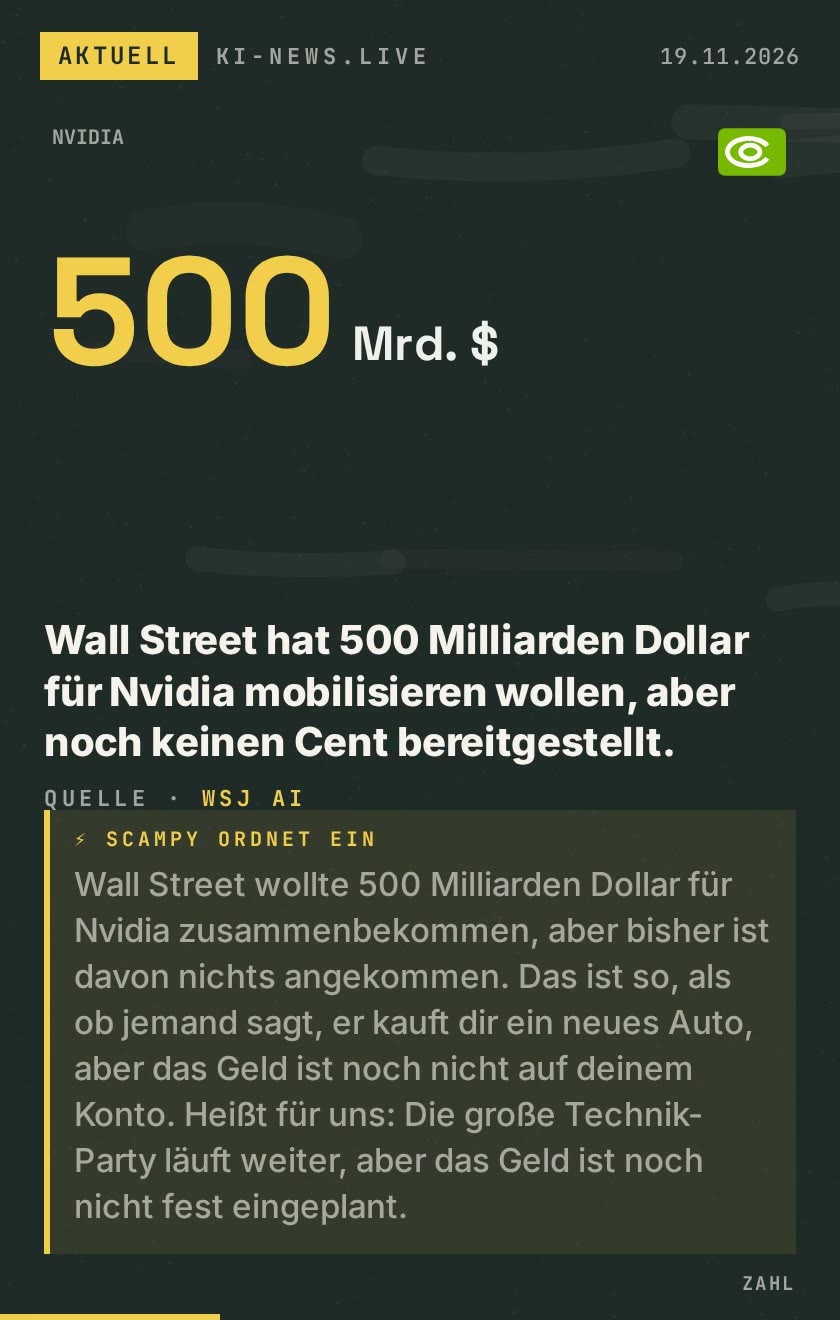 AKTUELL KI-NEWS.LIVE 19.11.2026
NVIDIA
500 Mrd. $
Wall Street hat 500 Milliarden Dollar
für Nvidia mobilisieren wollen, aber
noch keinen Cent bereitgestellt.
QUELLE · WSJ AI
⚡ SCAMPY ORDNET EIN
Wall Street wollte 500 Milliarden Dollar für
Nvidia zusammenbekommen, aber bisher ist
davon nichts angekommen. Das ist so, als
ob jemand sagt, er kauft dir ein neues Auto,
aber das Geld ist noch nicht auf deinem
Konto. Heißt für uns: Die große Technik-
Party läuft weiter, aber das Geld ist noch
nicht fest eingeplant.
ZAHL